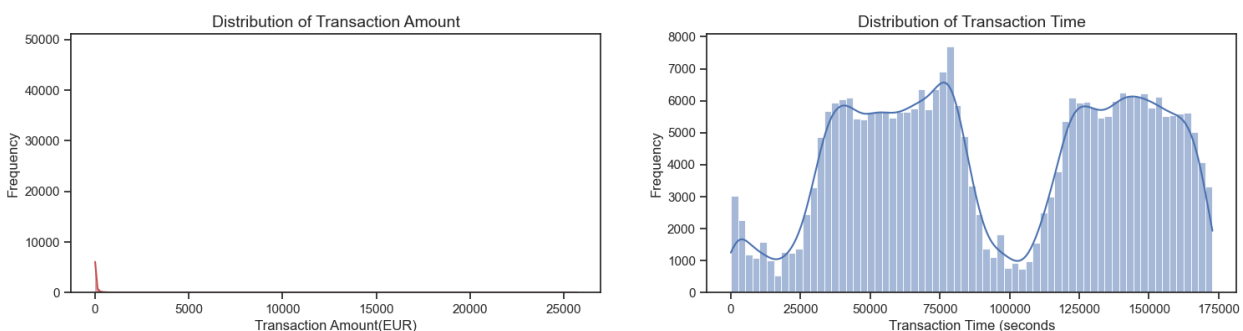 Distribution of Transaction Amount
50000
40000
30000
20000
10000
0
Frequency
0 5000 10000 15000 20000 25000
Transaction Amount(EUR)
Distribution of Transaction Time
8000
7000
6000
5000
4000
3000
2000
1000
0
Frequency
0 25000 50000 75000 100000 125000 150000 175000
Transaction Time (seconds